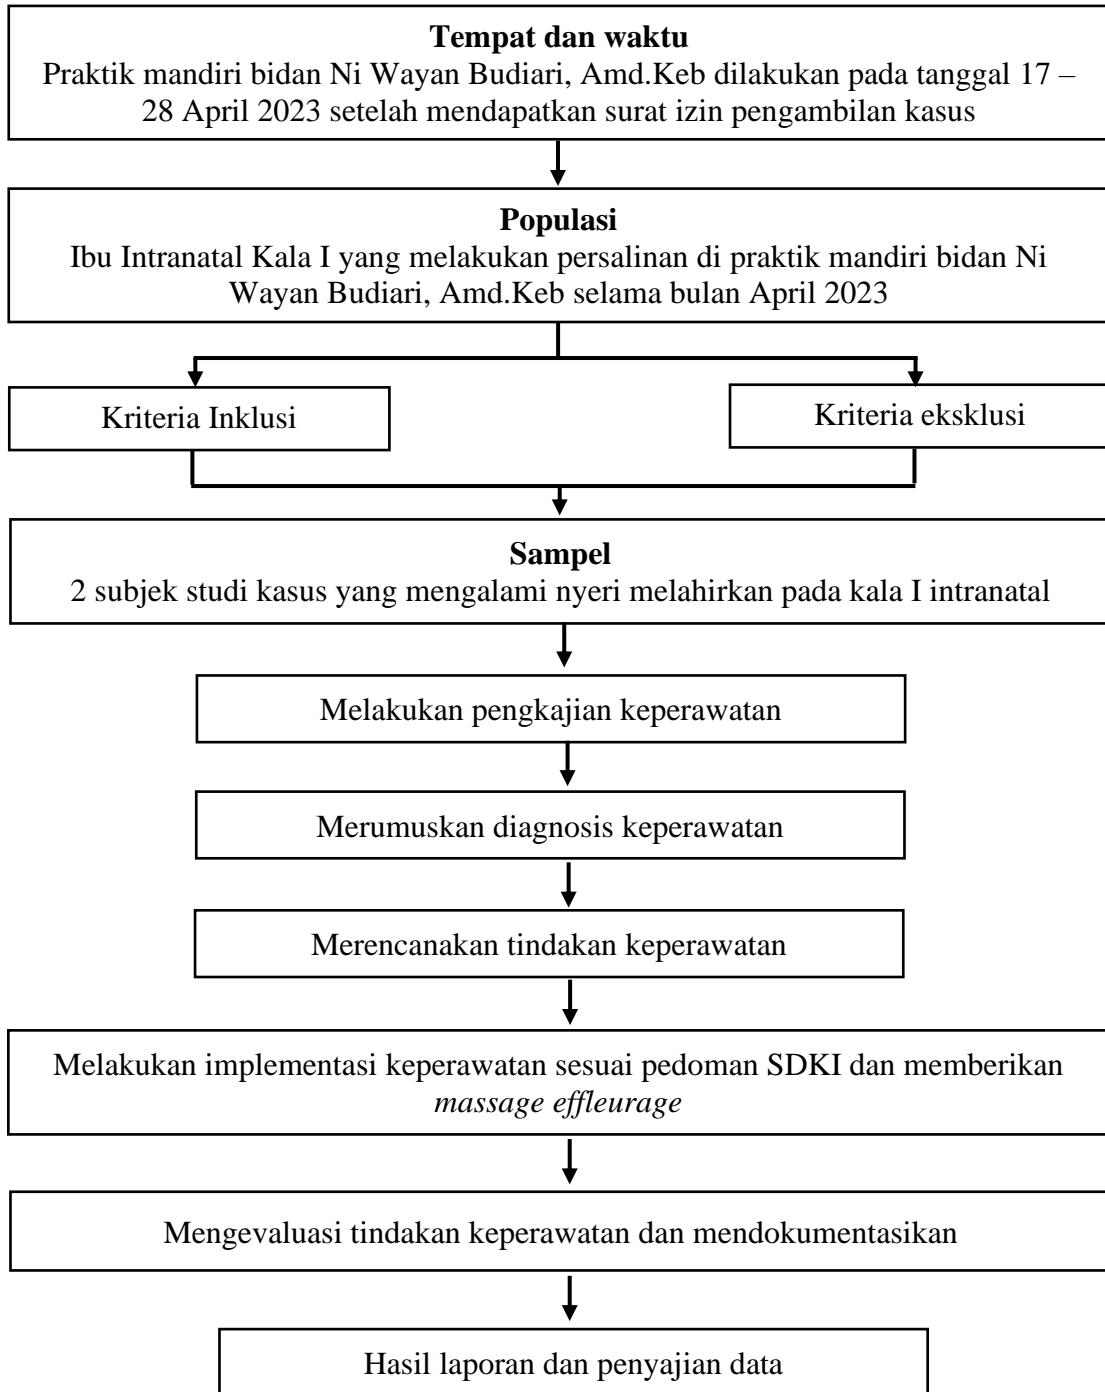 Tempat dan waktu
Praktik mandiri bidan Ni Wayan Budiari, Amd.Keb dilakukan pada tanggal 17 –
28 April 2023 setelah mendapatkan surat izin pengambilan kasus
Populasi
Ibu Intranatal Kala I yang melakukan persalinan di praktik mandiri bidan Ni
Wayan Budiari, Amd.Keb selama bulan April 2023
Kriteria Inklusi
Kriteria eksklusi
Sampel
2 subjek studi kasus yang mengalami nyeri melahirkan pada kala I intranatal
Melakukan pengkajian keperawatan
Merumuskan diagnosis keperawatan
Merencanakan tindakan keperawatan
Melakukan implementasi keperawatan sesuai pedoman SDKI dan memberikan
massage effleurage
Mengevaluasi tindakan keperawatan dan mendokumentasikan
Hasil laporan dan penyajian data